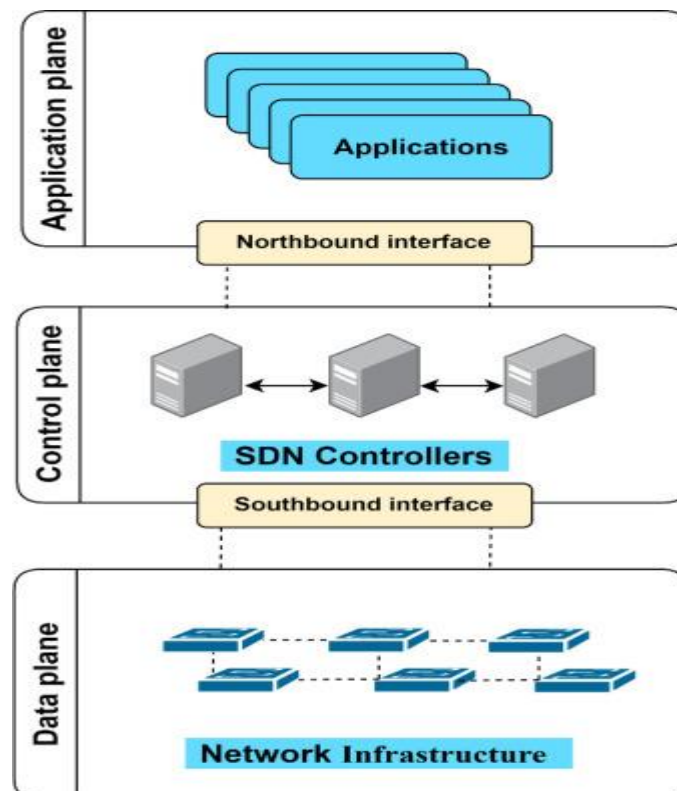 Application plane
Applications
Northbound interface
Control plane
SDN Controllers
Southbound interface
Data plane
Network Infrastructure